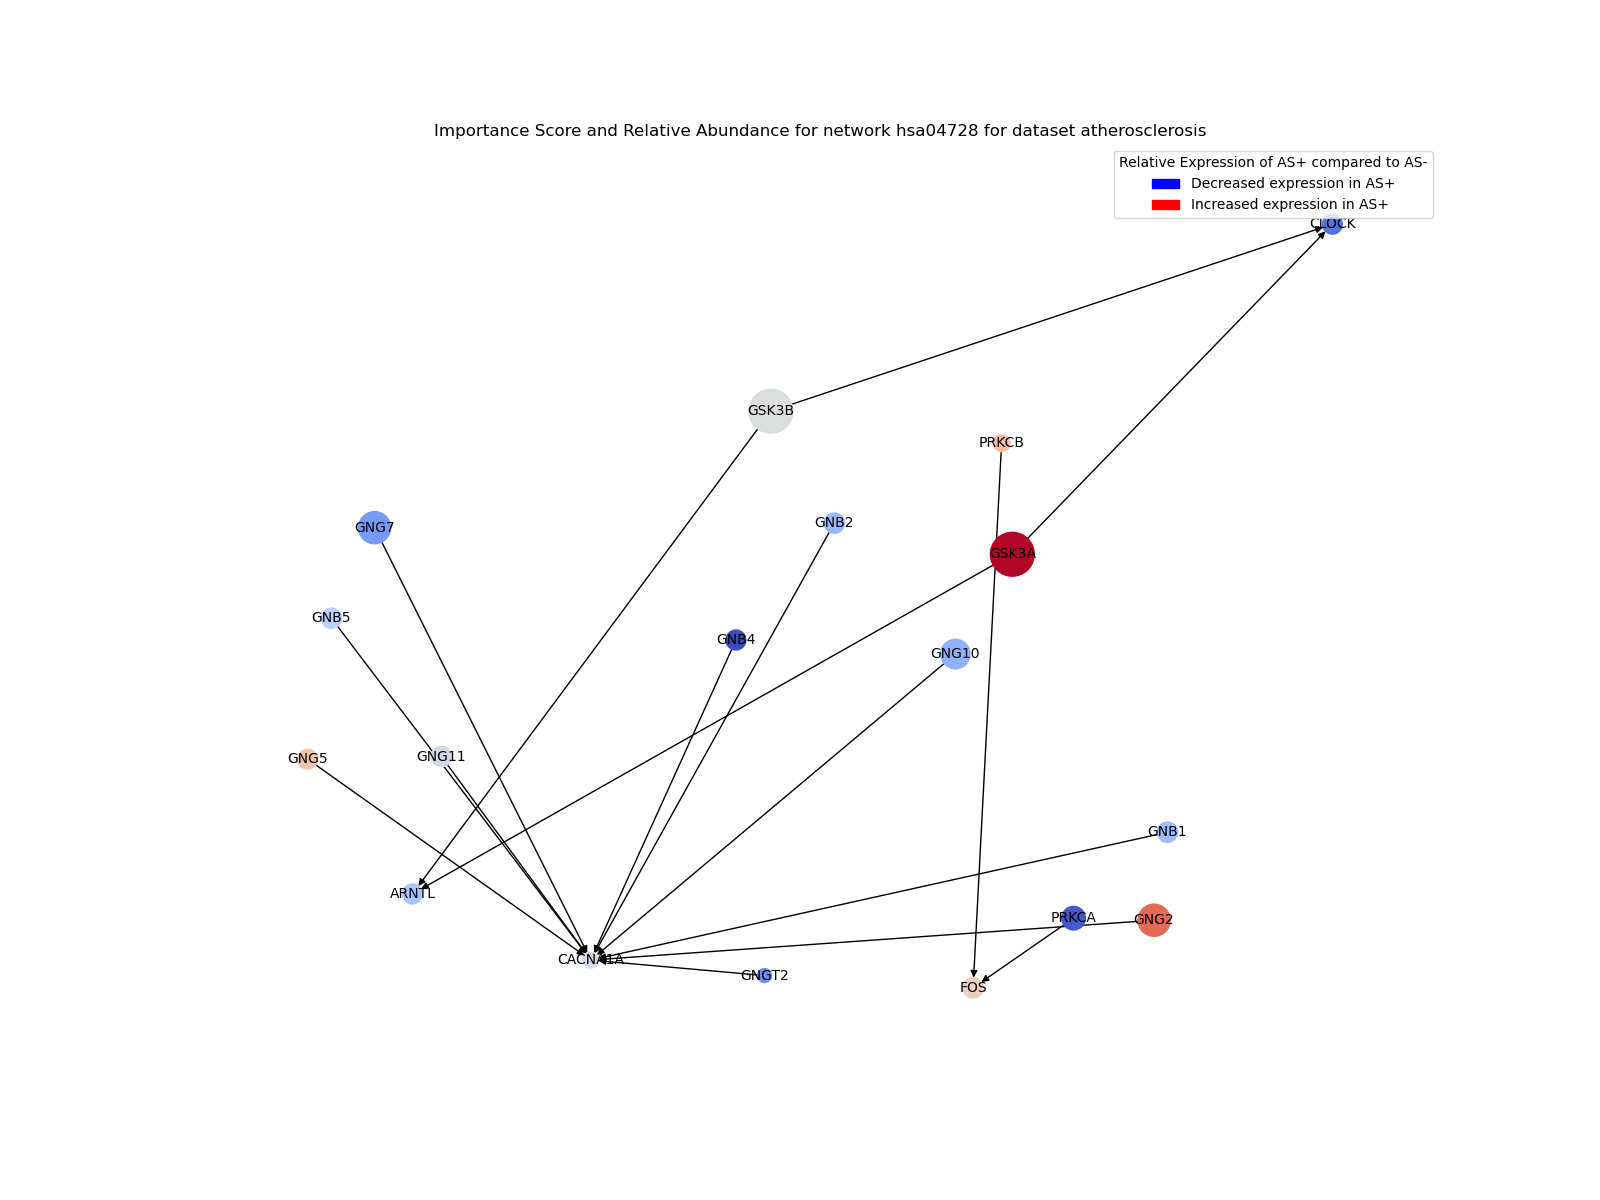 Importance Score and Relative Abundance for network hsa04728 for dataset atherosclerosis
Relative Expression of AS+ compared to AS-
Decreased expression in AS+
Increased expression in AS+
CLOCK
GSK3B
PRKCB
GNG7
GNB2
GSK3A
GNB5
GNB4
GNG10
GNG5
GNG11
GNB1
ARNTL
PRKCA
GNG2
CACNA1A
GNGT2
FOS